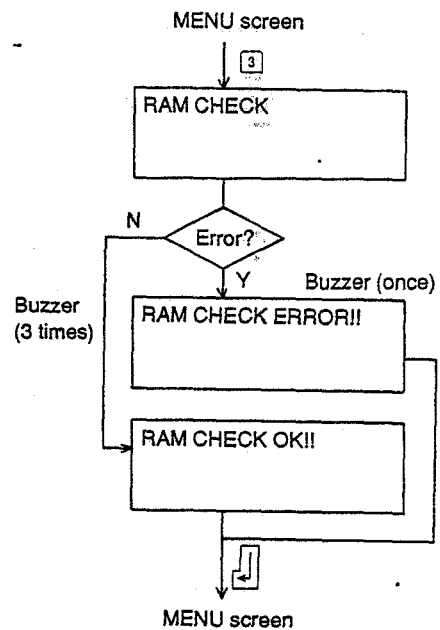 MENU screen
3
RAM CHECK
N
Error?
Y
Buzzer (once)
Buzzer
(3 times)
RAM CHECK ERROR!!
RAM CHECK OK!!
MENU screen